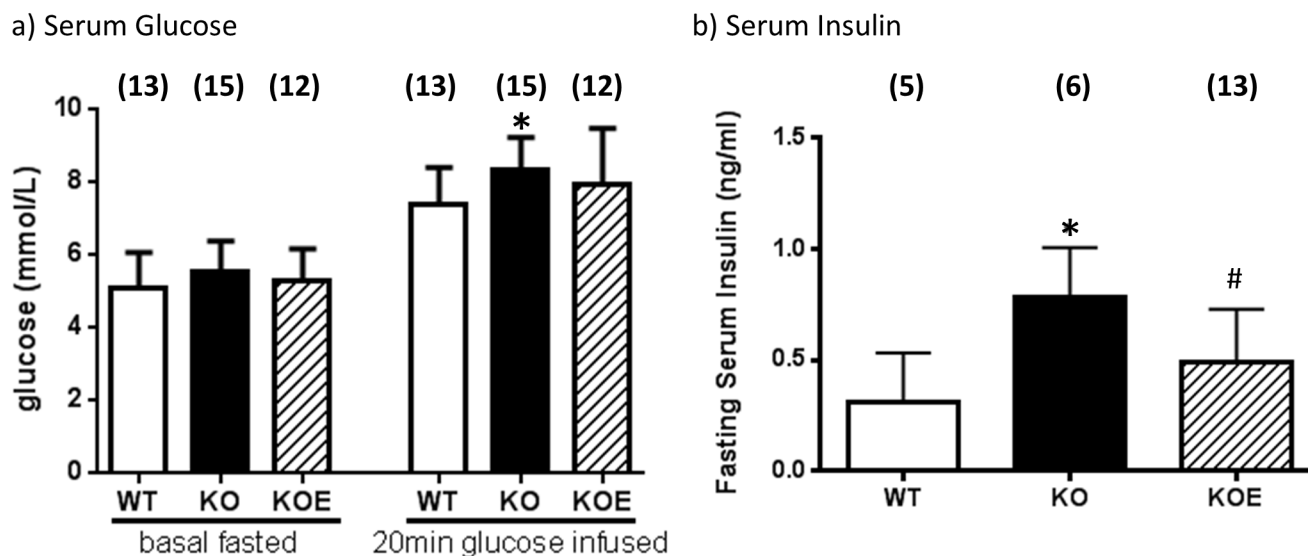 a) Serum Glucose
(13) (15) (12) (13) (15) (12)
*
10
8
6
4
2
0
glucose (mmol/L)
WT KO KOE WT KO KOE
basal fasted 20min glucose infused
b) Serum Insulin
(5) (6) (13)
1.5
1.0
0.5
0.0
*
#
Fasting Serum Insulin (ng/ml)
WT KO KOE